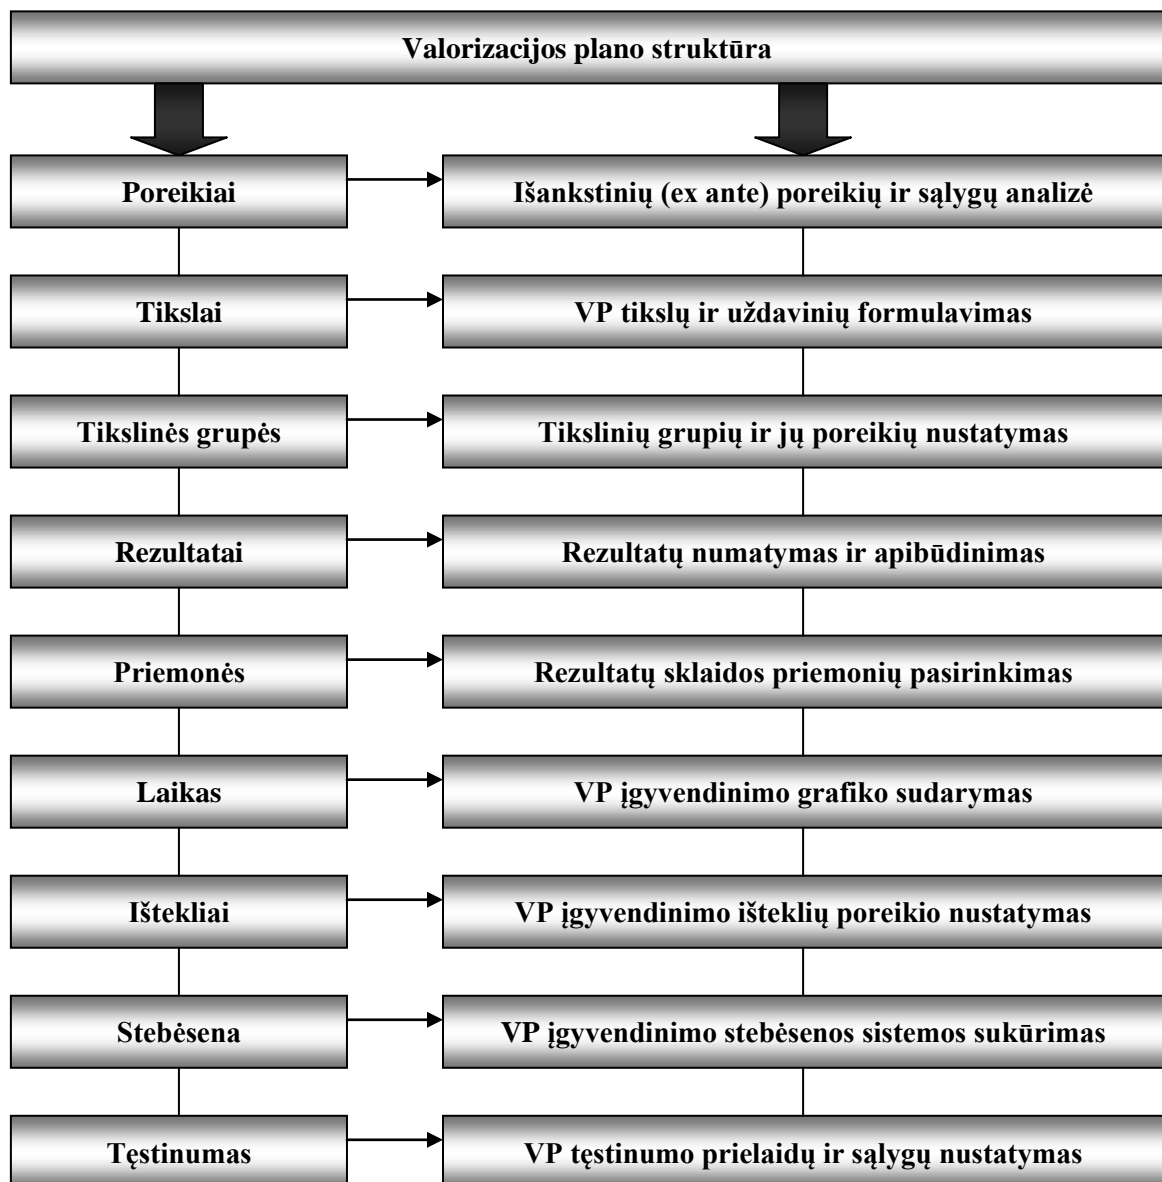 Valorizacijos plano struktūra
Poreikiai
Išankstinių (ex ante) poreikių ir sąlygų analizė
Tikslai
VP tikslų ir uždavinių formulavimas
Tikslinės grupės
Tikslinių grupių ir jų poreikių nustatymas
Rezultatai
Rezultatų numatymas ir apibūdinimas
Priemonės
Rezultatų sklaidos priemonių pasirinkimas
Laikas
VP įgyvendinimo grafiko sudarymas
Ištekliai
VP įgyvendinimo išteklių poreikio nustatymas
Stebėsena
VP įgyvendinimo stebėsenos sistemos sukūrimas
Tęstinumas
VP tęstinumo prielaidų ir sąlygų nustatymas